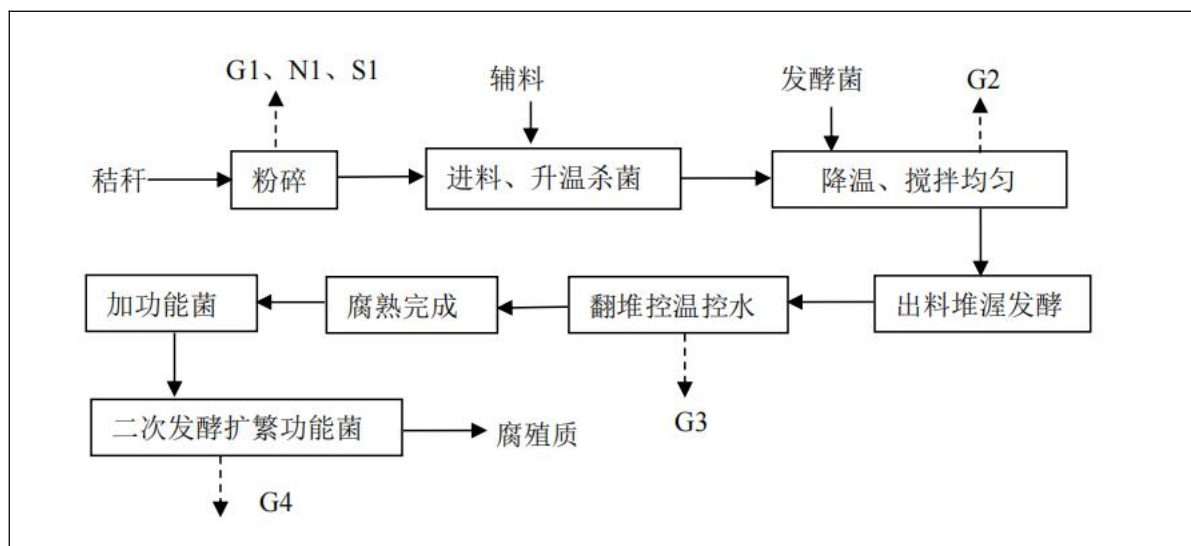 G1、N1、S1
辅料
发酵菌
G2
秸秆
粉碎
进料、升温杀菌
降温、搅拌均匀
加功能菌
腐熟完成
翻堆控温控水
出料堆渥发酵
二次发酵扩繁功能菌
腐殖质
G3
G4